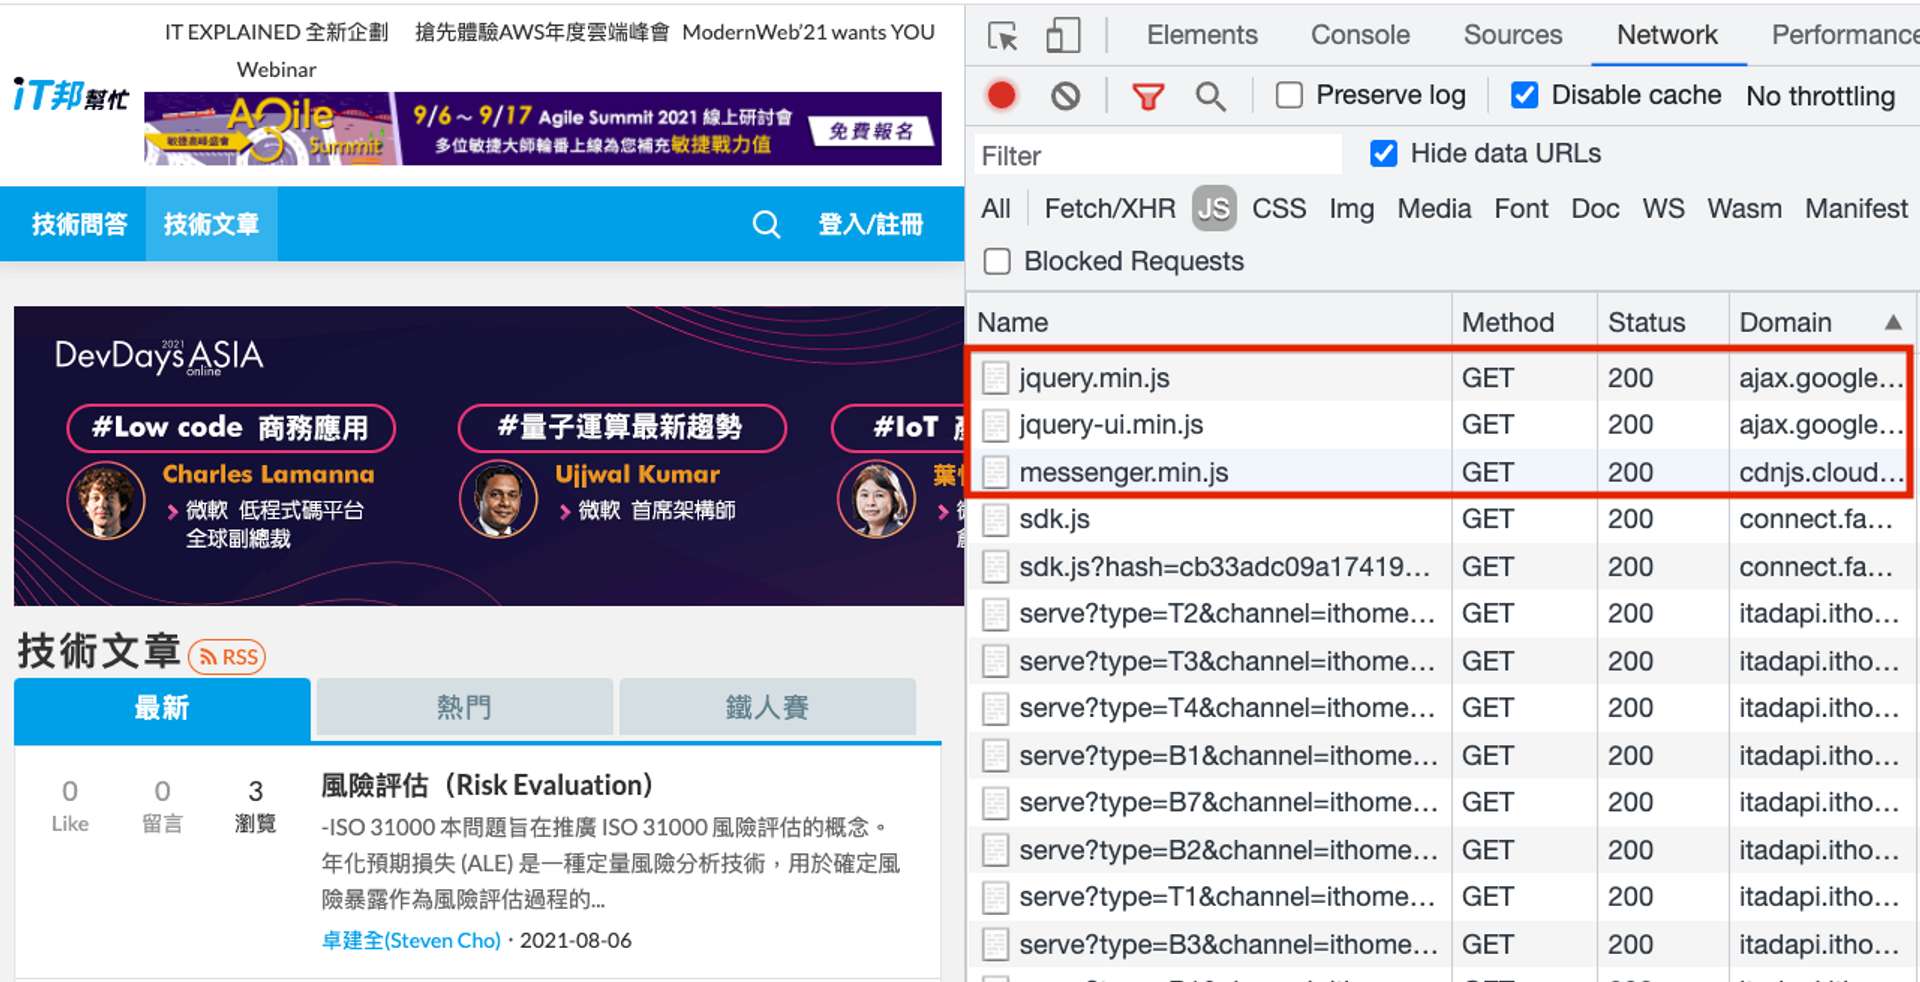 IT EXPLAINED 全新企劃 搶先體驗AWS年度雲端峰會 ModernWeb’21 wants YOU
Webinar
iT邦幫忙
Agile Summit
敏捷高峰盛會
9/6～9/17 Agile Summit 2021 線上研討會
多位敏捷大師輪番上線為您補充敏捷戰力值
免費報名
技術問答 技術文章 登入/註冊
DevDays ASIA 2021 online
#Low code 商務應用 #量子運算最新趨勢 #IoT
Charles Lamanna
微軟 低程式碼平台
全球副總裁
Ujjwal Kumar
微軟 首席架構師
技術文章 RSS
最新 熱門 鐵人賽
0 Like
0 留言
3 瀏覽
風險評估（Risk Evaluation）
-ISO 31000 本問題旨在推廣 ISO 31000 風險評估的概念。
年化預期損失 (ALE) 是一種定量風險分析技術，用於確定風
險暴露作為風險評估過程的...
卓建全(Steven Cho)・2021-08-06
Elements Console Sources Network Performance
Preserve log Disable cache No throttling
Filter Hide data URLs
All Fetch/XHR JS CSS Img Media Font Doc WS Wasm Manifest
Blocked Requests
Name Method Status Domain ▲
jquery.min.js GET 200 ajax.google...
jquery-ui.min.js GET 200 ajax.google...
messenger.min.js GET 200 cdnjs.cloud...
sdk.js GET 200 connect.fa...
sdk.js?hash=cb33adc09a17419... GET 200 connect.fa...
serve?type=T2&channel=ithome... GET 200 itadapi.itho...
serve?type=T3&channel=ithome... GET 200 itadapi.itho...
serve?type=T4&channel=ithome... GET 200 itadapi.itho...
serve?type=B1&channel=ithome... GET 200 itadapi.itho...
serve?type=B7&channel=ithome... GET 200 itadapi.itho...
serve?type=B2&channel=ithome... GET 200 itadapi.itho...
serve?type=T1&channel=ithome... GET 200 itadapi.itho...
serve?type=B3&channel=ithome... GET 200 itadapi.itho...